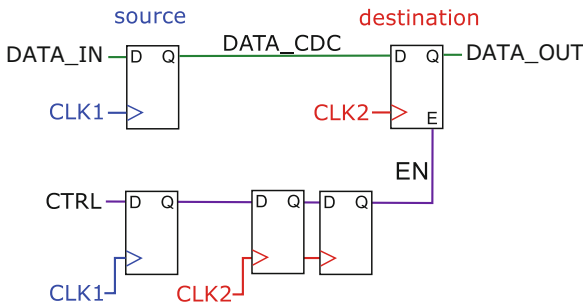 source
destination
DATA_IN
D
Q
DATA_CDC
D
Q
DATA_OUT
CLK1
CLK2
E
EN
CTRL
D
Q
D
Q
D
Q
CLK1
CLK2